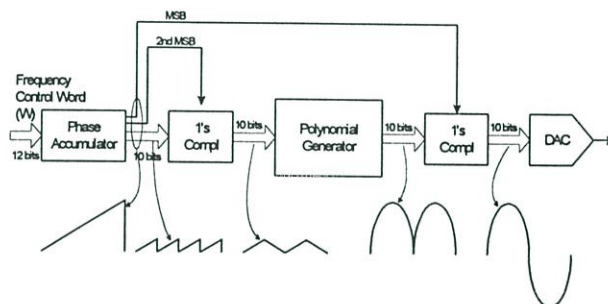 MSB
2nd MSB
Frequency
Control Word
(W)
12 bits
Phase
Accumulator
10 bits
1's
Compl
10 bits
Polynomial
Generator
10 bits
1's
Compl
10 bits
DAC